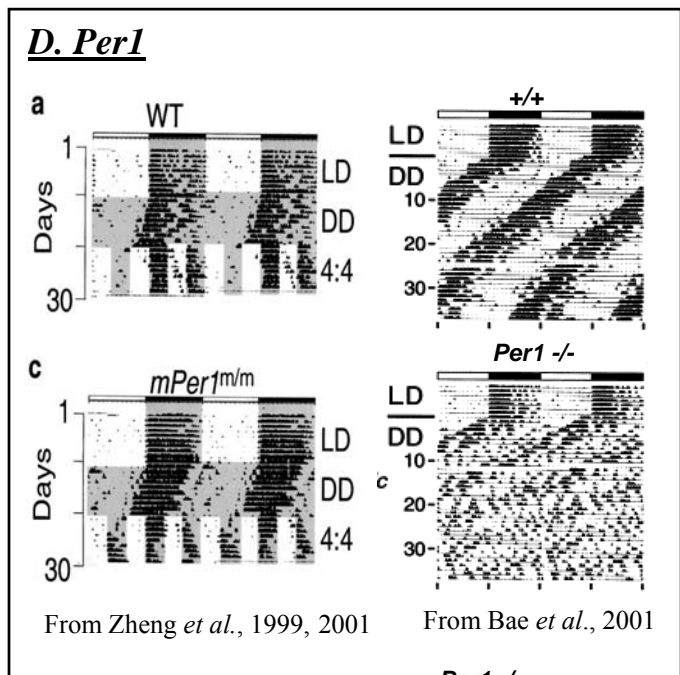 D. Per1
a
WT
1
LD
DD
4:4
Days
30
c
mPer1m/m
1
LD
DD
4:4
Days
30
From Zheng et al., 1999, 2001
+/+
LD
DD
10
20
30
Per1 -/-
LD
DD
10
c
20
30
From Bae et al., 2001